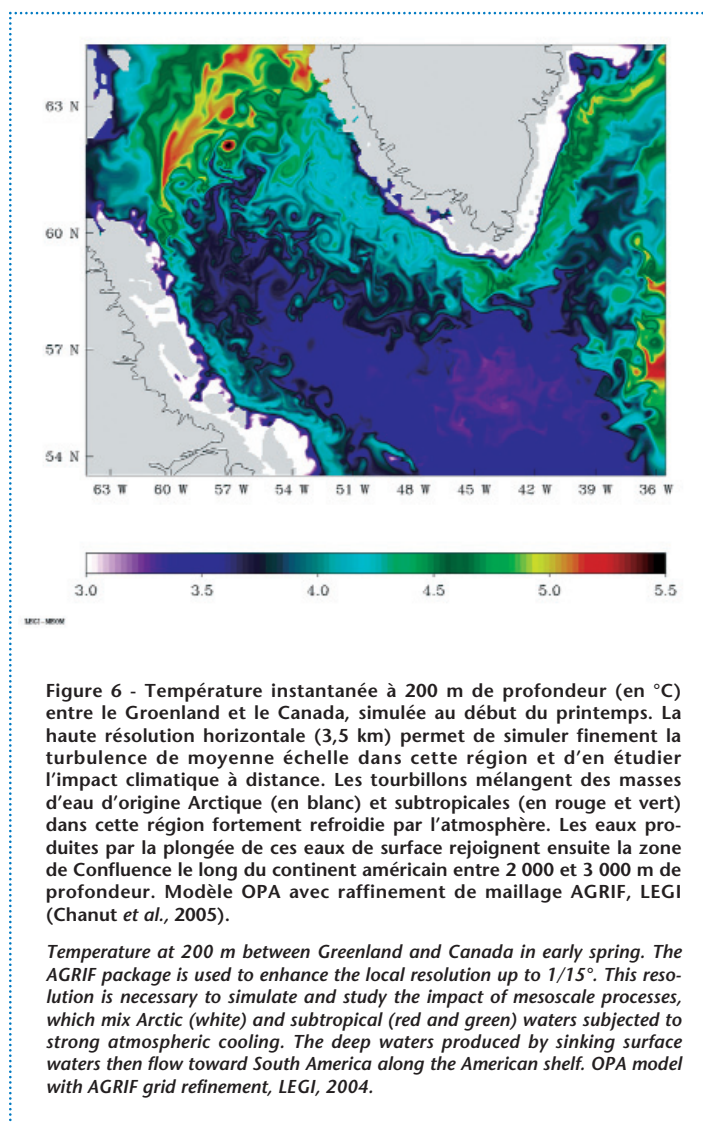 63 N
60 N
57 N
54 N
63 W 60 W 57 W 54 W 51 W 48 W 45 W 42 W 39 W 36 W
3.0 3.5 4.0 4.5 5.0 5.5
LEGI-MEOM
Figure 6 - Température instantanée à 200 m de profondeur (en °C)
entre le Groenland et le Canada, simulée au début du printemps. La
haute résolution horizontale (3,5 km) permet de simuler finement la
turbulence de moyenne échelle dans cette région et d'en étudier
l'impact climatique à distance. Les tourbillons mélangent des masses
d'eau d'origine Arctique (en blanc) et subtropicales (en rouge et vert)
dans cette région fortement refroidie par l'atmosphère. Les eaux pro-
duites par la plongée de ces eaux de surface rejoignent ensuite la zone
de Confluence le long du continent américain entre 2 000 et 3 000 m de
profondeur. Modèle OPA avec raffinement de maillage AGRIF, LEGI
(Chanut et al., 2005).
Temperature at 200 m between Greenland and Canada in early spring. The
AGRIF package is used to enhance the local resolution up to 1/15°. This reso-
lution is necessary to simulate and study the impact of mesoscale processes,
which mix Arctic (white) and subtropical (red and green) waters subjected to
strong atmospheric cooling. The deep waters produced by sinking surface
waters then flow toward South America along the American shelf. OPA model
with AGRIF grid refinement, LEGI, 2004.